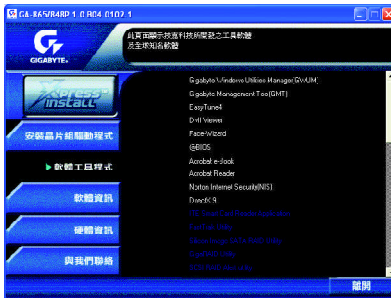 GA-K65/848P 1.0 B04.0102.1
GIGABYTE
此頁面顯示技嘉科技所開發之工具軟體
及全球知名軟體
Xpress
Install
安裝晶片組驅動程式
軟體工具程式
軟體資訊
硬體資訊
與我們聯絡
Gigabyte Windows Utilities Manager(GWUM)
Gigabyte Management Tool(GMT)
EasyTune4
DMI Viewer
Face-Wizard
@BIOS
Acrobat e-Book
Acrobat Reader
Norton Internet Security(NIS)
DirectX 9
離開